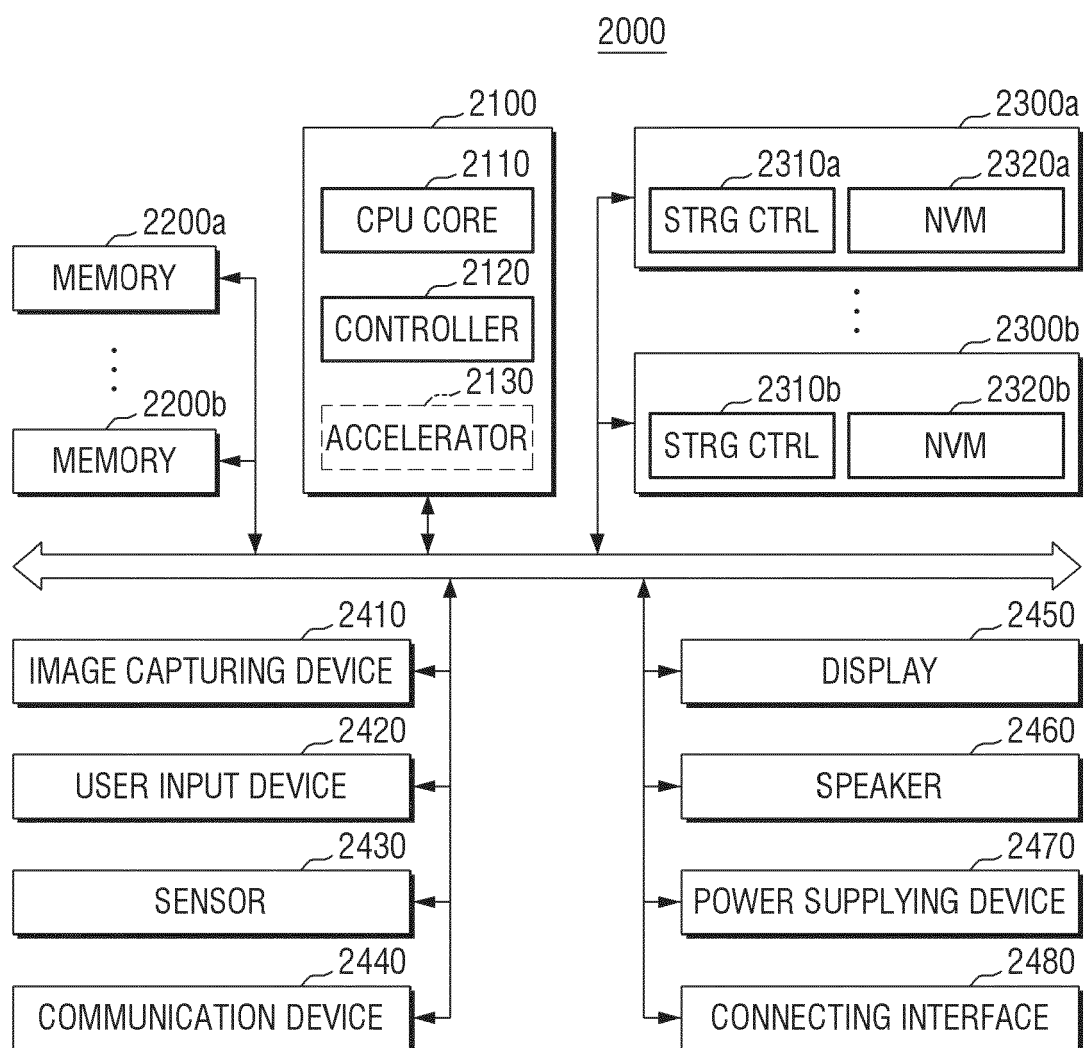 2000
2100
2110
CPU CORE
2120
CONTROLLER
2130
ACCELERATOR
2200a
MEMORY
2200b
MEMORY
2300a
2310a
2320a
STRG CTRL
NVM
2300b
2310b
2320b
STRG CTRL
NVM
2410
IMAGE CAPTURING DEVICE
2420
USER INPUT DEVICE
2430
SENSOR
2440
COMMUNICATION DEVICE
2450
DISPLAY
2460
SPEAKER
2470
POWER SUPPLYING DEVICE
2480
CONNECTING INTERFACE